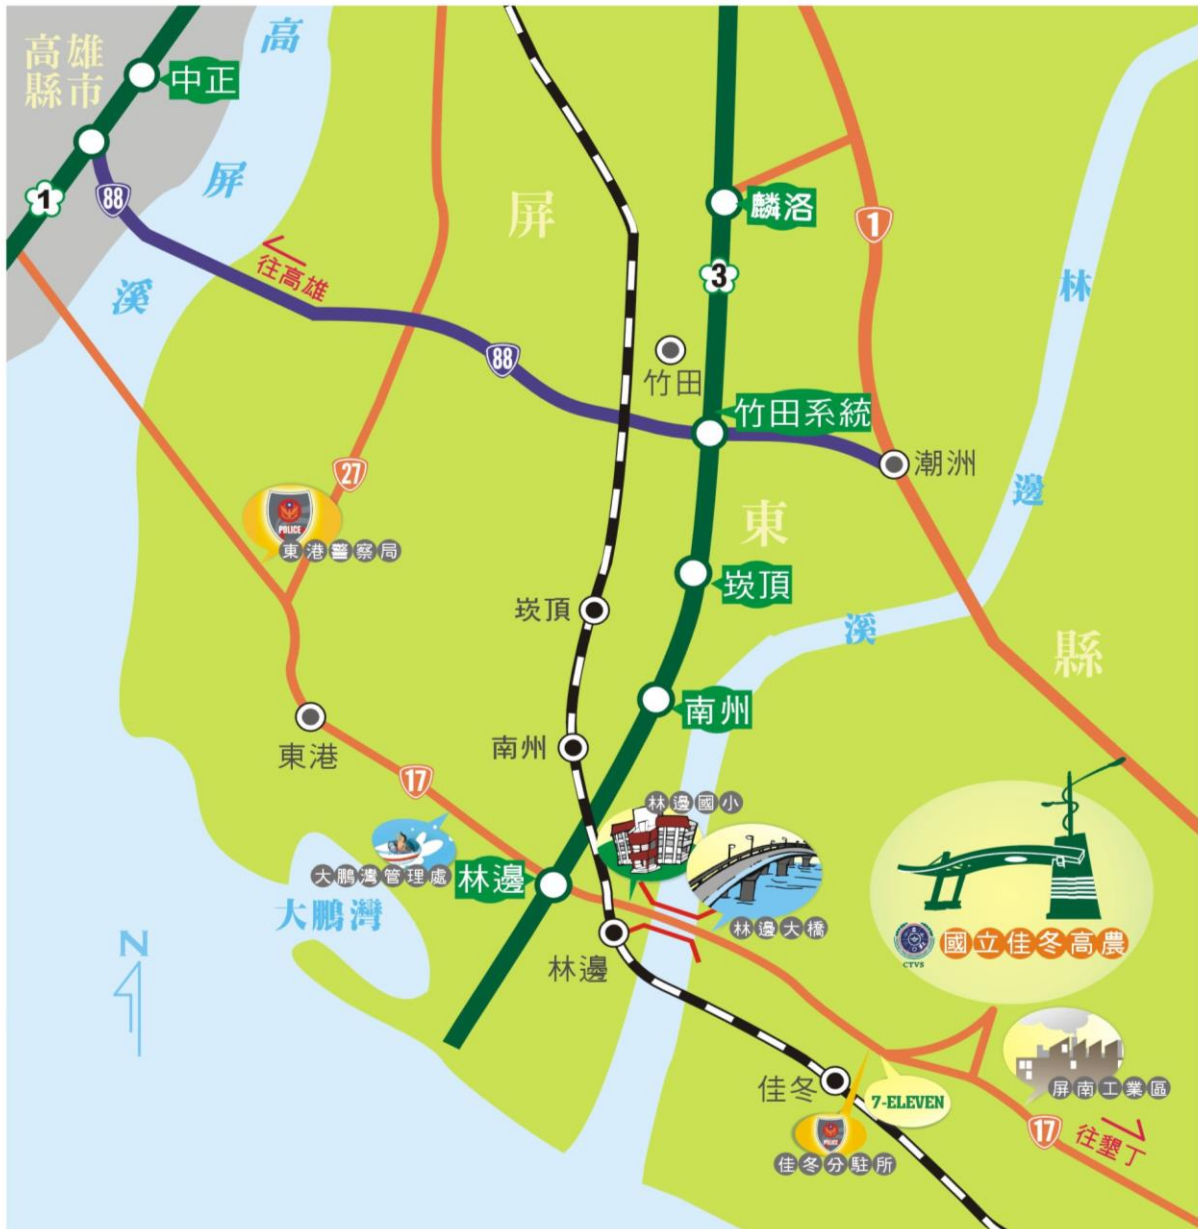 高雄
縣市
中正
高
屏
溪
1
88
往高雄
屏
麟洛
3
1
林
邊
溪
竹田
88
竹田系統
潮洲
27
POLICE
東港警察局
東
崁頂
崁頂
縣
南州
南州
東港
17
林邊國小
大鵬灣管理處
林邊
大鵬灣
林邊大橋
國立佳冬高農
CTVS
N
林邊
佳冬
7-ELEVEN
屏南工業區
17
往墾丁
POLICE
佳冬分駐所